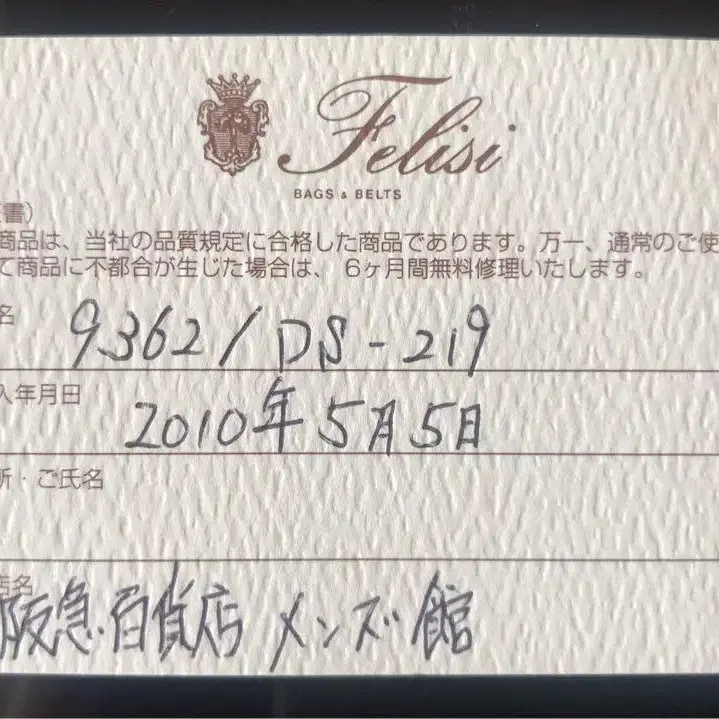 Felisi
BAGS & BELTS
書)
商品は、当社の品質規定に合格した商品であります。万一、通常のご使
て商品に不都合が生じた場合は、6ヶ月間無料修理いたします。
名 9362/DS-219
入年月日 2010年5月5日
所・ご氏名
店名
阪急百貨店 メンズ館